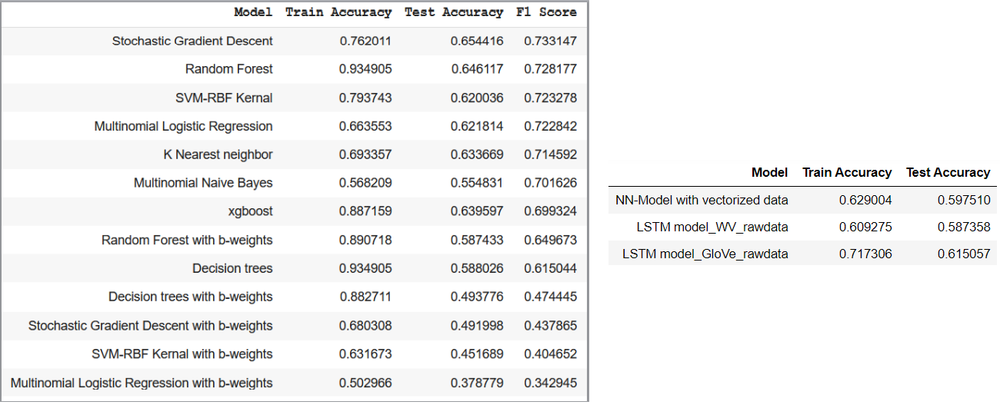 Model Train Accuracy Test Accuracy F1 Score
Stochastic Gradient Descent 0.762011 0.654416 0.733147
Random Forest 0.934905 0.646117 0.728177
SVM-RBF Kernal 0.793743 0.620036 0.723278
Multinomial Logistic Regression 0.663553 0.621814 0.722842
K Nearest neighbor 0.693357 0.633669 0.714592
Multinomial Naive Bayes 0.568209 0.554831 0.701626
xgboost 0.887159 0.639597 0.699324
Random Forest with b-weights 0.890718 0.587433 0.649673
Decision trees 0.934905 0.588026 0.615044
Decision trees with b-weights 0.882711 0.493776 0.474445
Stochastic Gradient Descent with b-weights 0.680308 0.491998 0.437865
SVM-RBF Kernal with b-weights 0.631673 0.451689 0.404652
Multinomial Logistic Regression with b-weights 0.502966 0.378779 0.342945
Model Train Accuracy Test Accuracy
NN-Model with vectorized data 0.629004 0.597510
LSTM model_WV_rawdata 0.609275 0.587358
LSTM model_GloVe_rawdata 0.717306 0.615057